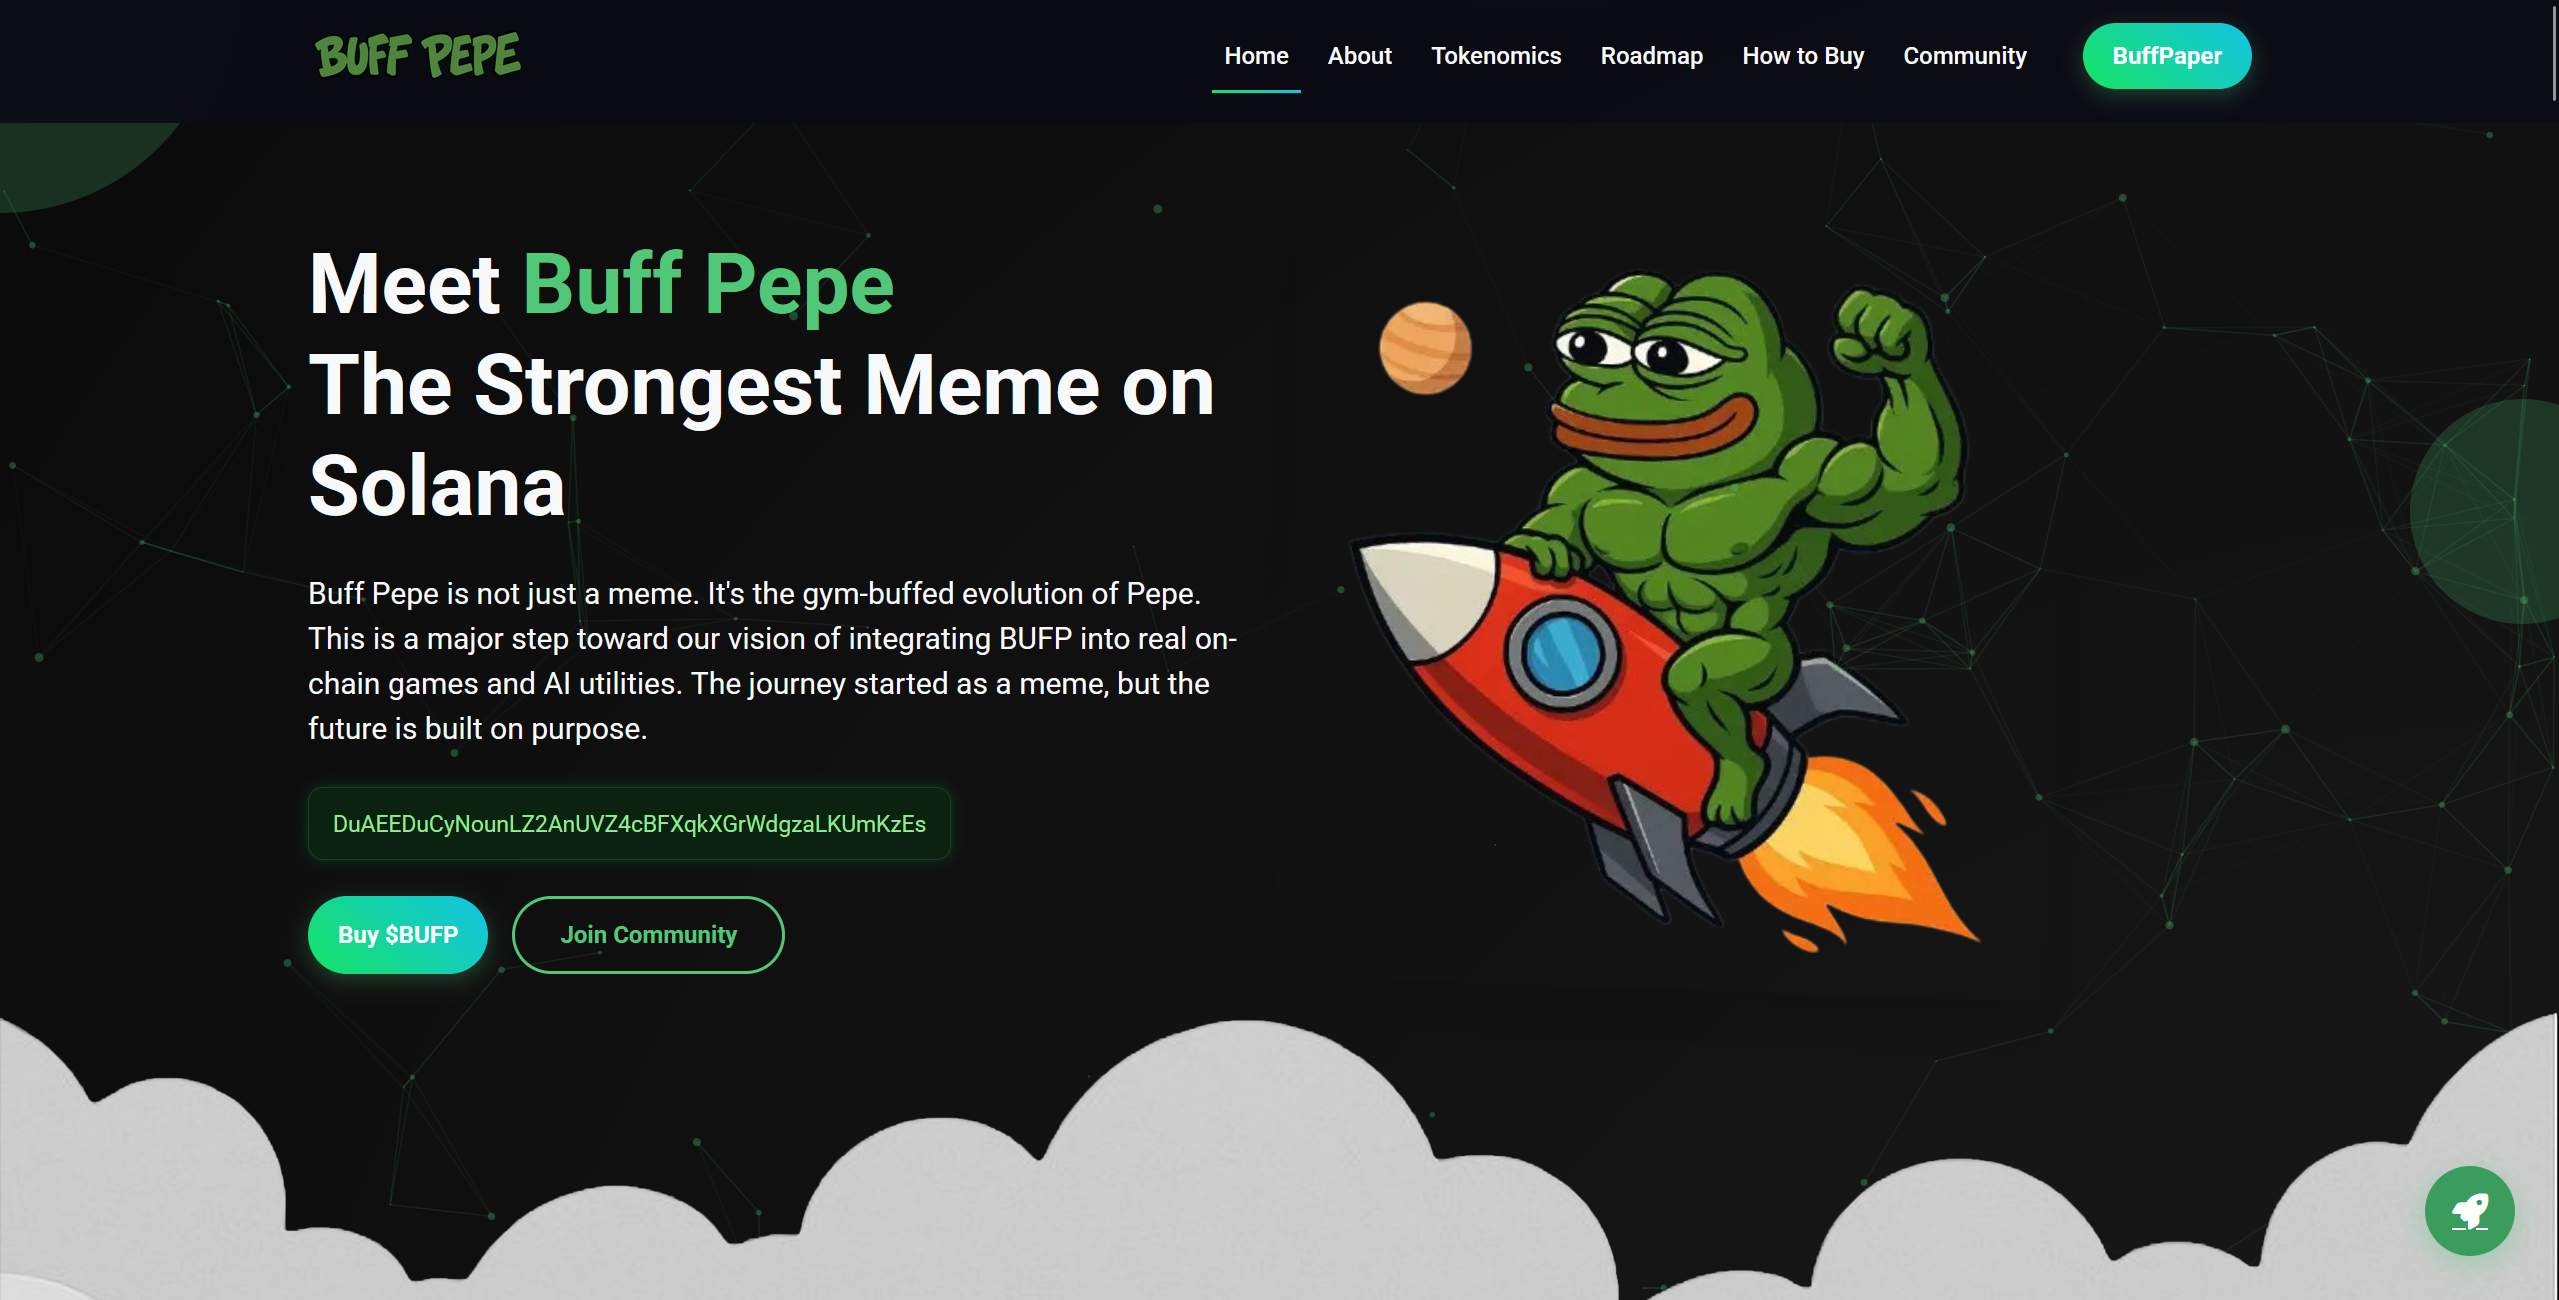 BUFF PEPE
Home About Tokenomics Roadmap How to Buy Community BuffPaper
Meet Buff Pepe
The Strongest Meme on
Solana
Buff Pepe is not just a meme. It's the gym-buffed evolution of Pepe.
This is a major step toward our vision of integrating BUFP into real on-
chain games and AI utilities. The journey started as a meme, but the
future is built on purpose.
DuAEEDuCyNounLZ2AnUVZ4cBFXqkXGrWdgzaLKUmKzEs
Buy $BUFP Join Community